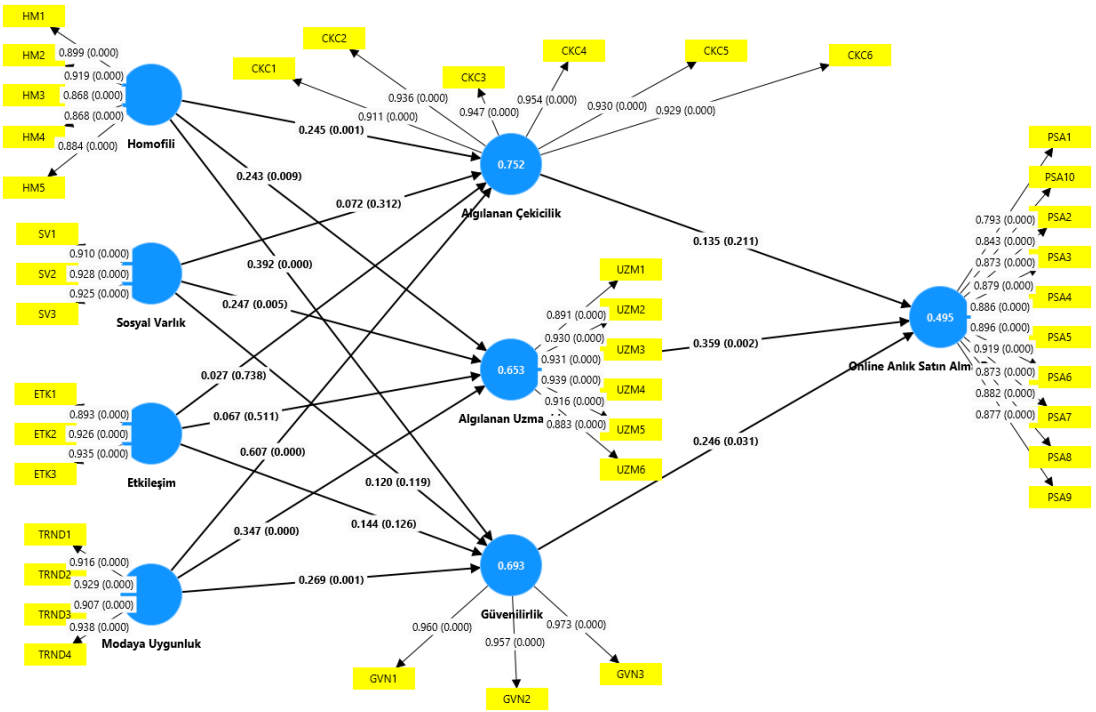 HM1
HM2
HM3
HM4
HM5
0.899 (0.000)
0.919 (0.000)
0.868 (0.000)
0.868 (0.000)
0.884 (0.000)
Homofili
SV1
SV2
SV3
0.910 (0.000)
0.928 (0.000)
0.925 (0.000)
Sosyal Varlık
ETK1
ETK2
ETK3
0.893 (0.000)
0.926 (0.000)
0.935 (0.000)
Etkileşim
TRND1
TRND2
TRND3
TRND4
0.916 (0.000)
0.929 (0.000)
0.907 (0.000)
0.938 (0.000)
Modaya Uygunluk
0.245 (0.001)
0.243 (0.009)
0.072 (0.312)
0.392 (0.000)
0.247 (0.005)
0.027 (0.738)
0.067 (0.511)
0.607 (0.000)
0.120 (0.119)
0.144 (0.126)
0.347 (0.000)
0.269 (0.001)
CKC1
CKC2
CKC3
CKC4
CKC5
CKC6
0.911 (0.000)
0.936 (0.000)
0.947 (0.000)
0.954 (0.000)
0.930 (0.000)
0.929 (0.000)
0.752
Algılanan Çekicilik
UZM1
UZM2
UZM3
UZM4
UZM5
UZM6
0.891 (0.000)
0.930 (0.000)
0.931 (0.000)
0.939 (0.000)
0.916 (0.000)
0.883 (0.000)
0.653
Algılanan Uzma
0.693
Güvenilirlik
0.960 (0.000)
0.957 (0.000)
0.973 (0.000)
GVN1
GVN2
GVN3
0.135 (0.211)
0.359 (0.002)
0.246 (0.031)
0.495
Online Anlık Satın Alm
PSA1
PSA10
PSA2
PSA3
PSA4
PSA5
PSA6
PSA7
PSA8
PSA9
0.793 (0.000)
0.843 (0.000)
0.873 (0.000)
0.879 (0.000)
0.886 (0.000)
0.896 (0.000)
0.919 (0.000)
0.873 (0.000)
0.882 (0.000)
0.877 (0.000)